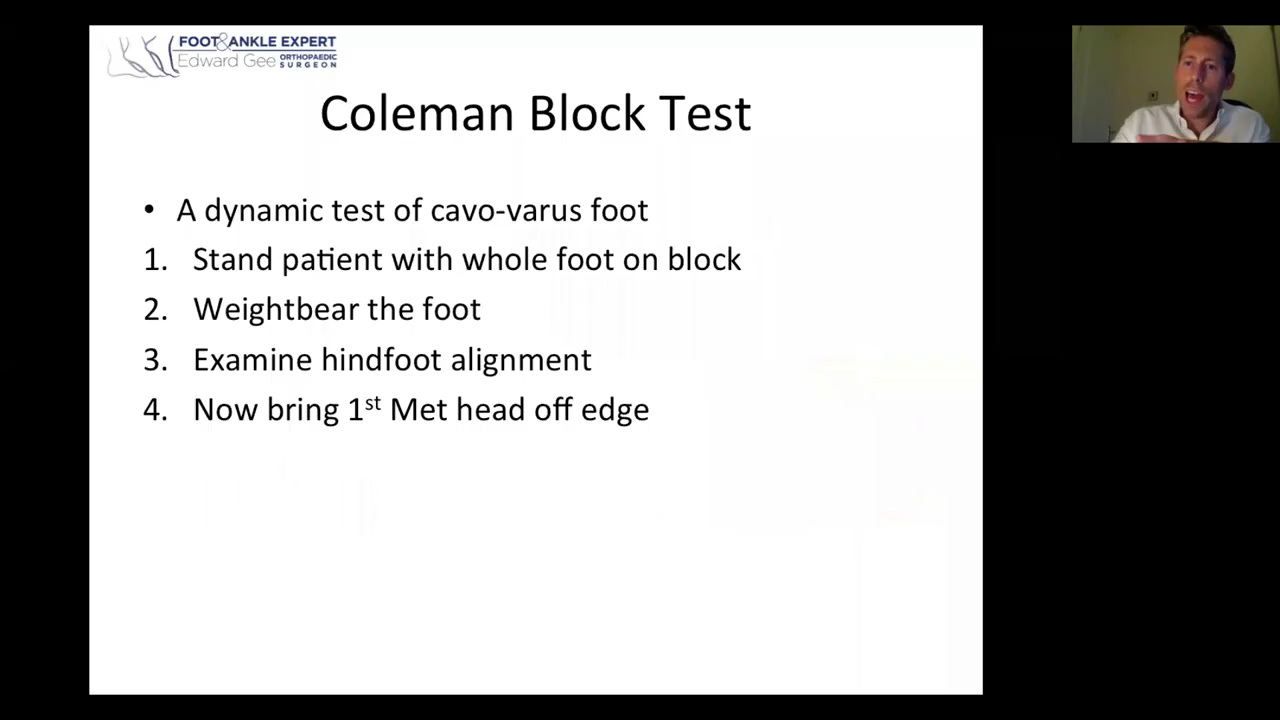 FOOT&ANKLE EXPERT
Edward Gee ORTHOPAEDIC SURGEON
Coleman Block Test
• A dynamic test of cavo-varus foot
1. Stand patient with whole foot on block
2. Weightbear the foot
3. Examine hindfoot alignment
4. Now bring 1st Met head off edge